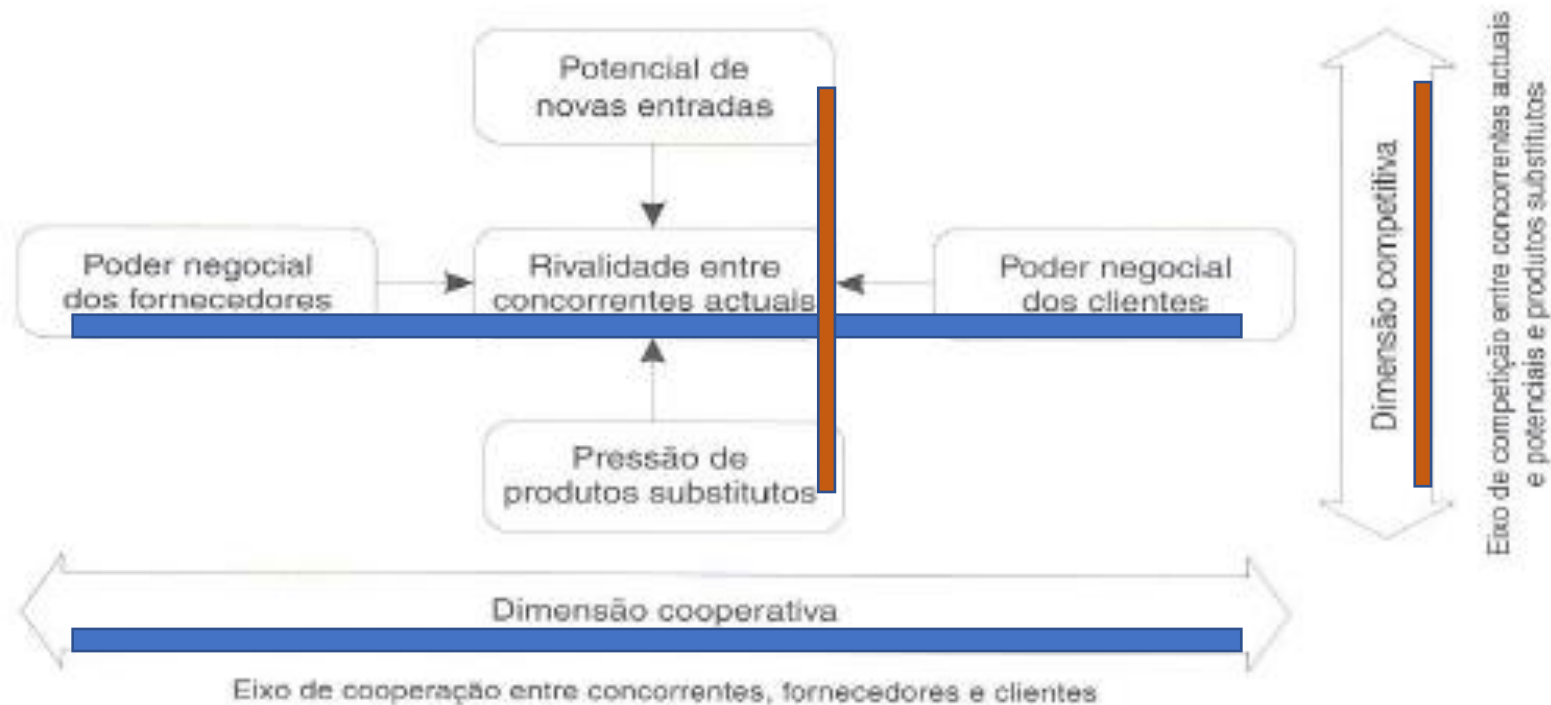 Potencial de
novas entradas
Poder negocial
dos fornecedores
Rivalidade entre
concorrentes actuais
Poder negocial
dos clientes
Pressão de
produtos substitutos
Dimensão competitiva
Eixo de competição entre concorrentes actuais
e potenciais e produtos substitutos
Dimensão cooperativa
Eixo de cooperação entre concorrentes, fornecedores e clientes